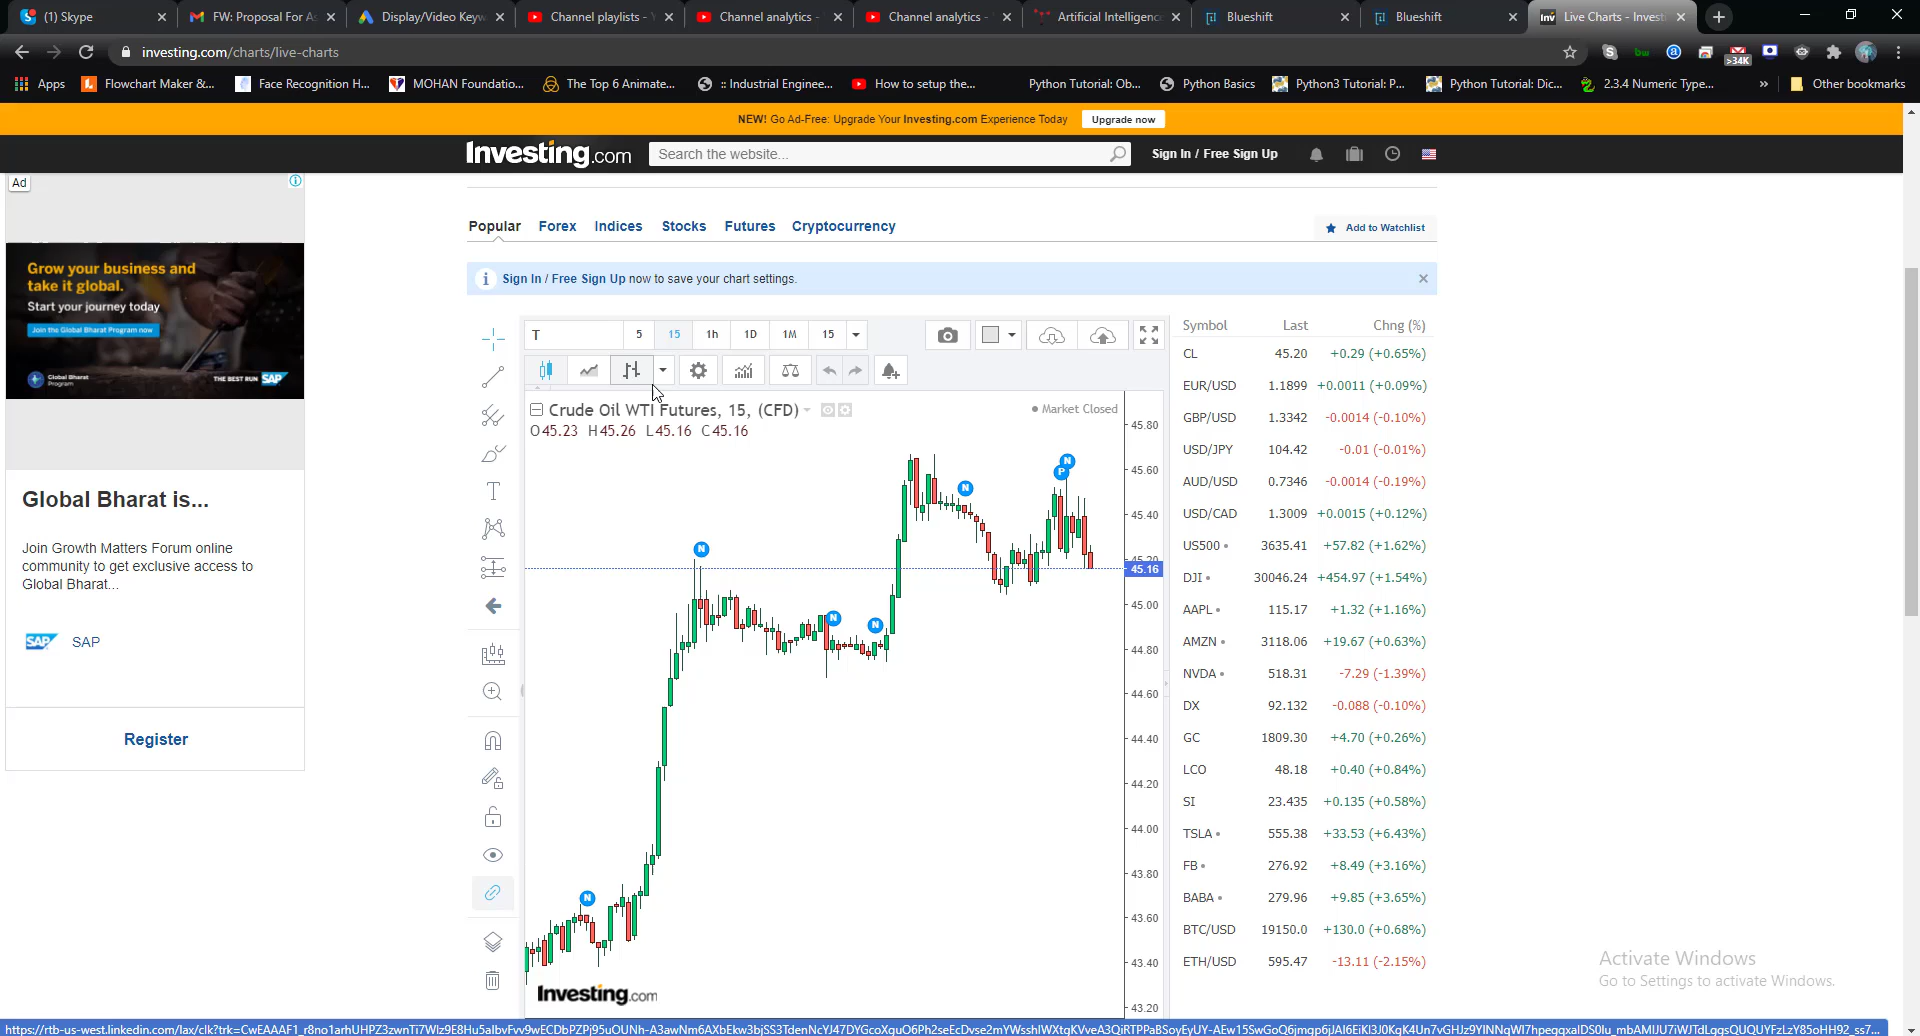 (1) Skype
FW: Proposal For As
Display/Video Keyw
Channel playlists - Y
Channel analytics -
Channel analytics -
Artificial Intelligence
Blueshift
Blueshift
Live Charts - Investi
investing.com/charts/live-charts
>34K
Apps
Flowchart Maker &...
Face Recognition H...
MOHAN Foundatio...
The Top 6 Animate...
:: Industrial Enginee...
How to setup the...
Python Tutorial: Ob...
Python Basics
Python3 Tutorial: P...
Python Tutorial: Dic...
2.3.4 Numeric Type...
Other bookmarks
NEW! Go Ad-Free: Upgrade Your Investing.com Experience Today
Upgrade now
Investing.com
Search the website...
Sign In / Free Sign Up
Ad
Grow your business and
take it global.
Start your journey today
Join the Global Bharat Program now
Global Bharat
Program
THE BEST RUN SAP
Global Bharat is...
Join Growth Matters Forum online
community to get exclusive access to
Global Bharat...
SAP SAP
Register
Popular Forex Indices Stocks Futures Cryptocurrency
Add to Watchlist
Sign In / Free Sign Up now to save your chart settings.
T 5 15 1h 1D 1M 15
Crude Oil WTI Futures, 15, (CFD)
Market Closed
O45.23 H45.26 L45.16 C45.16
45.80
45.60
45.40
45.20
45.16
45.00
44.80
44.60
44.40
44.20
44.00
43.80
43.60
43.40
43.20
N
N
N
N
N
P
N
Investing.com
Symbol Last Chng (%)
CL 45.20 +0.29 (+0.65%)
EUR/USD 1.1899 +0.0011 (+0.09%)
GBP/USD 1.3342 -0.0014 (-0.10%)
USD/JPY 104.42 -0.01 (-0.01%)
AUD/USD 0.7346 -0.0014 (-0.19%)
USD/CAD 1.3009 +0.0015 (+0.12%)
US500 3635.41 +57.82 (+1.62%)
DJI 30046.24 +454.97 (+1.54%)
AAPL 115.17 +1.32 (+1.16%)
AMZN 3118.06 +19.67 (+0.63%)
NVDA 518.31 -7.29 (-1.39%)
DX 92.132 -0.088 (-0.10%)
GC 1809.30 +4.70 (+0.26%)
LCO 48.18 +0.40 (+0.84%)
SI 23.435 +0.135 (+0.58%)
TSLA 555.38 +33.53 (+6.43%)
FB 276.92 +8.49 (+3.16%)
BABA 279.96 +9.85 (+3.65%)
BTC/USD 19150.0 +130.0 (+0.68%)
ETH/USD 595.47 -13.11 (-2.15%)
Activate Windows
Go to Settings to activate Windows.